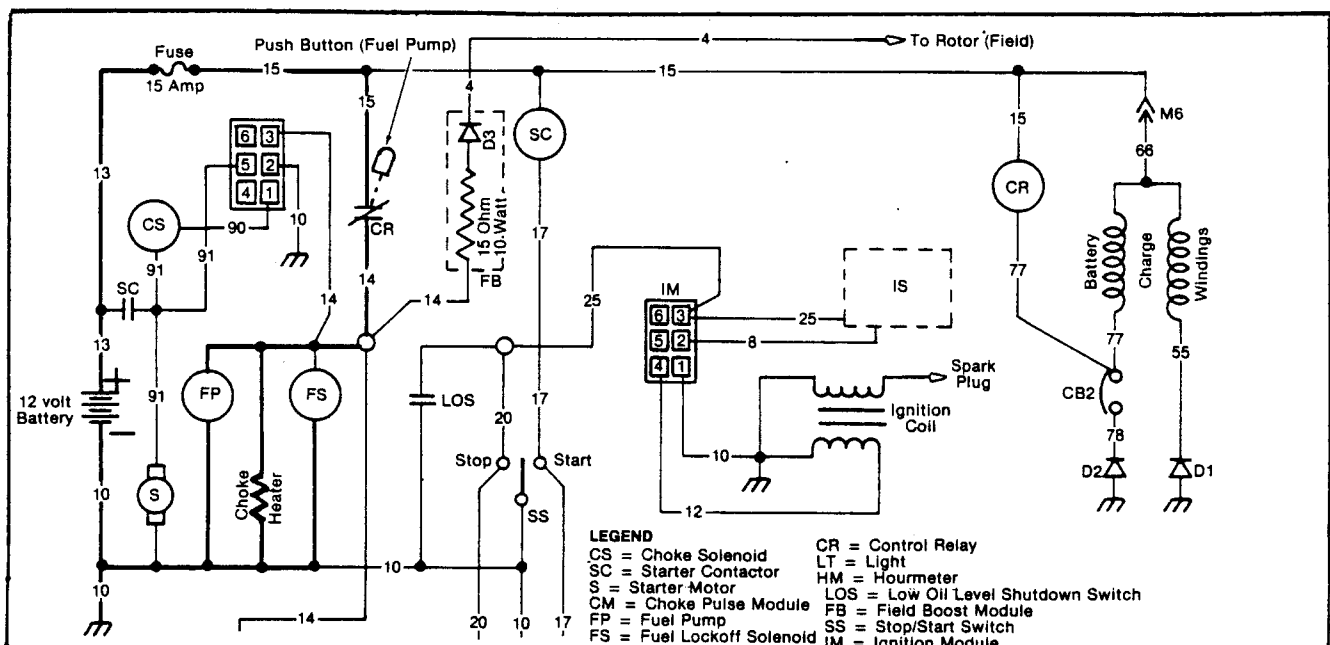 4
To Rotor (Field)
Push Button (Fuel Pump)
Fuse
15 Amp
15
15
15
4
D3
SC
15
M6
66
6 3
5 2
4 1
13
CS
90
10
91
91
SC
CR
15 Ohm
10-Watt
FB
17
CR
Battery
Charge
Windings
77
14
14
14
25
IM
6 3
5 2
4 1
25
IS
8
77
55
13
+
12 volt
Battery
−
91
FP
FS
LOS
20
17
Spark
Plug
Ignition
Coil
CB2
78
10
S
Choke
Heater
Stop
Start
SS
10
12
D2
D1
10
10
14
20
10
17
LEGEND
CS = Choke Solenoid
SC = Starter Contactor
S = Starter Motor
CM = Choke Pulse Module
FP = Fuel Pump
FS = Fuel Lockoff Solenoid
CR = Control Relay
LT = Light
HM = Hourmeter
LOS = Low Oil Level Shutdown Switch
FB = Field Boost Module
SS = Stop/Start Switch
IM = Ignition Module